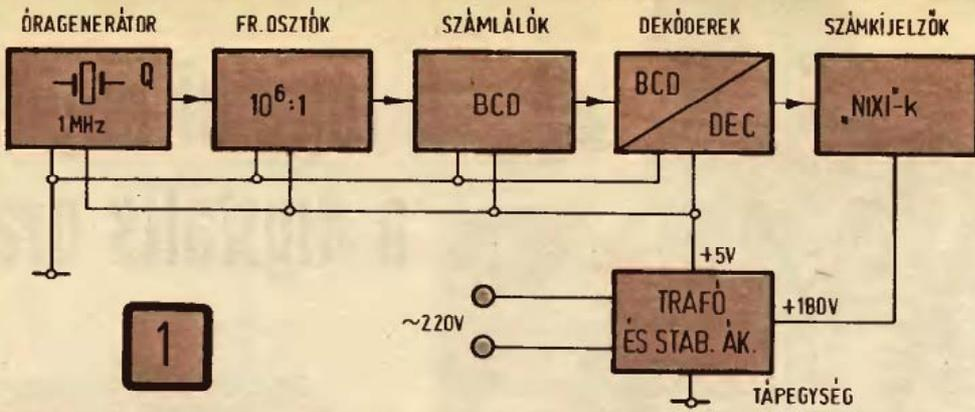 ÓRAGENERÁTOR FR.OSZTÓK SZÁMLÁLÓK DEKÓDEREK SZÁMKIJELZŐK
Q
1 MHz
10⁶:1
BCD
BCD
DEC
„NIXI"-k
+5V
~220V
TRAFÓ
ÉS STAB. ÁK.
+180V
TÁPEGYSÉG
1